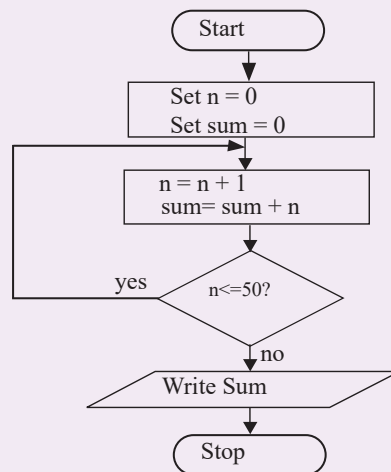 Start
Set n = 0
Set sum = 0
n = n + 1
sum= sum + n
yes
n<=50?
no
Write Sum
Stop